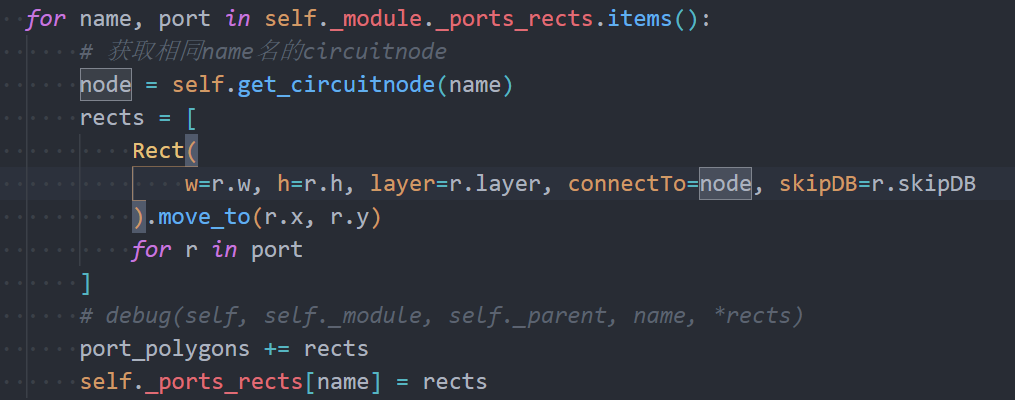 for name, port in self._module._ports_rects.items():
# 获取相同name名的circuitnode
node = self.get_circuitnode(name)
rects = [
Rect(
w=r.w, h=r.h, layer=r.layer, connectTo=node, skipDB=r.skipDB
).move_to(r.x, r.y)
for r in port
]
# debug(self, self._module, self._parent, name, *rects)
port_polygons += rects
self._ports_rects[name] = rects